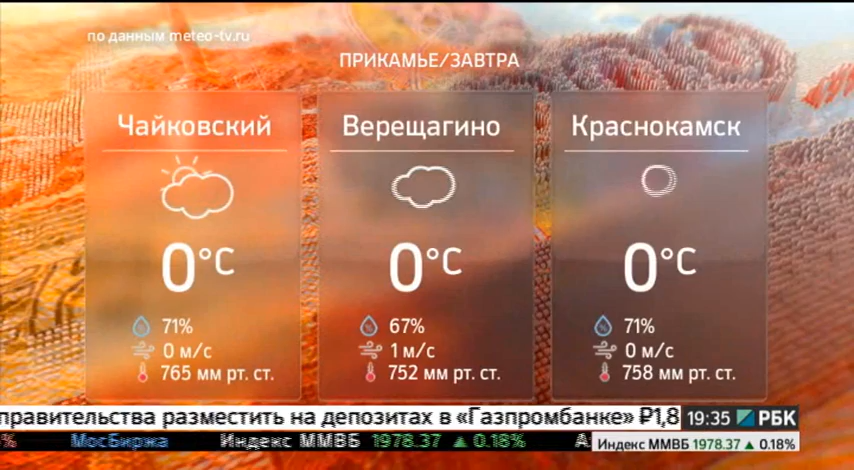 по данным meteo-tv.ru
ПРИКАМЬЕ/ЗАВТРА
Чайковский
0°C
71%
0 м/с
765 мм рт. ст.
Верещагино
0°C
67%
1 м/с
752 мм рт. ст.
Краснокамск
0°C
71%
0 м/с
758 мм рт. ст.
правительства разместить на депозитах в «Газпромбанке» ₽1,8
19:35 РБК
% МосБиржа Индекс ММВБ 1978.37 ▲ 0.18%
Индекс ММВБ 1978.37 ▲ 0.18%